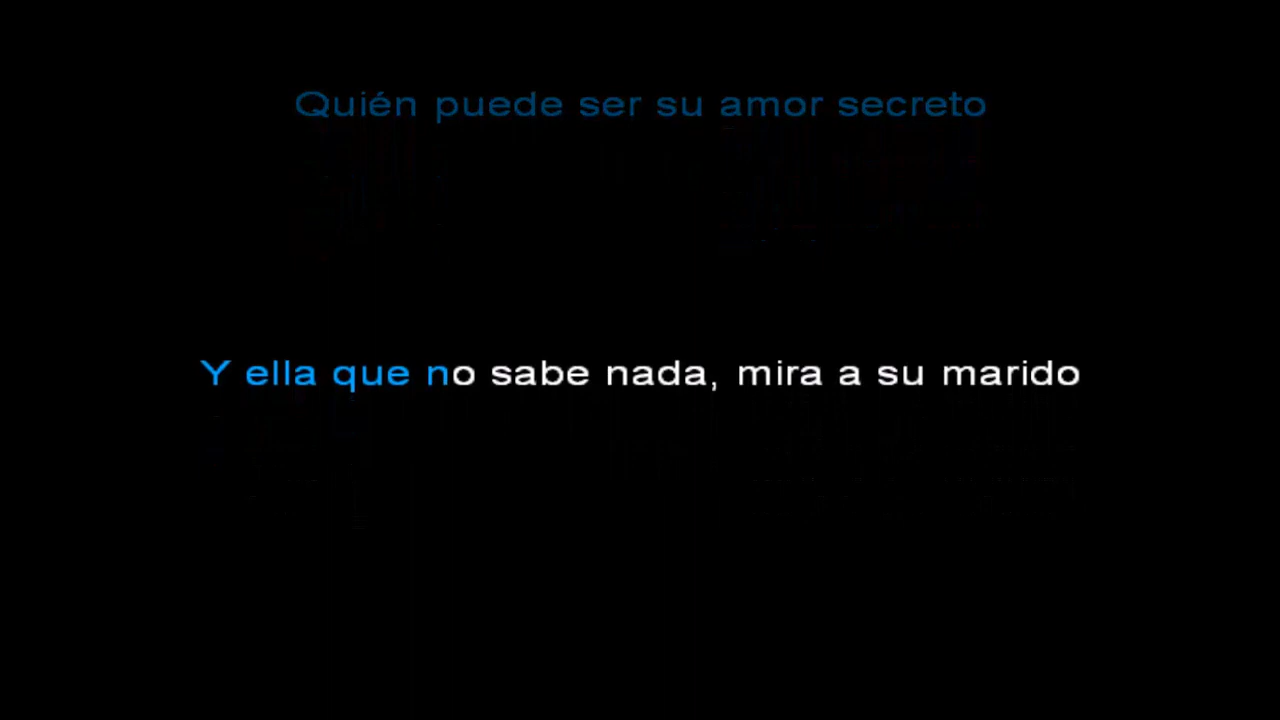 Quién puede ser su amor secreto
Y ella que no sabe nada, mira a su marido